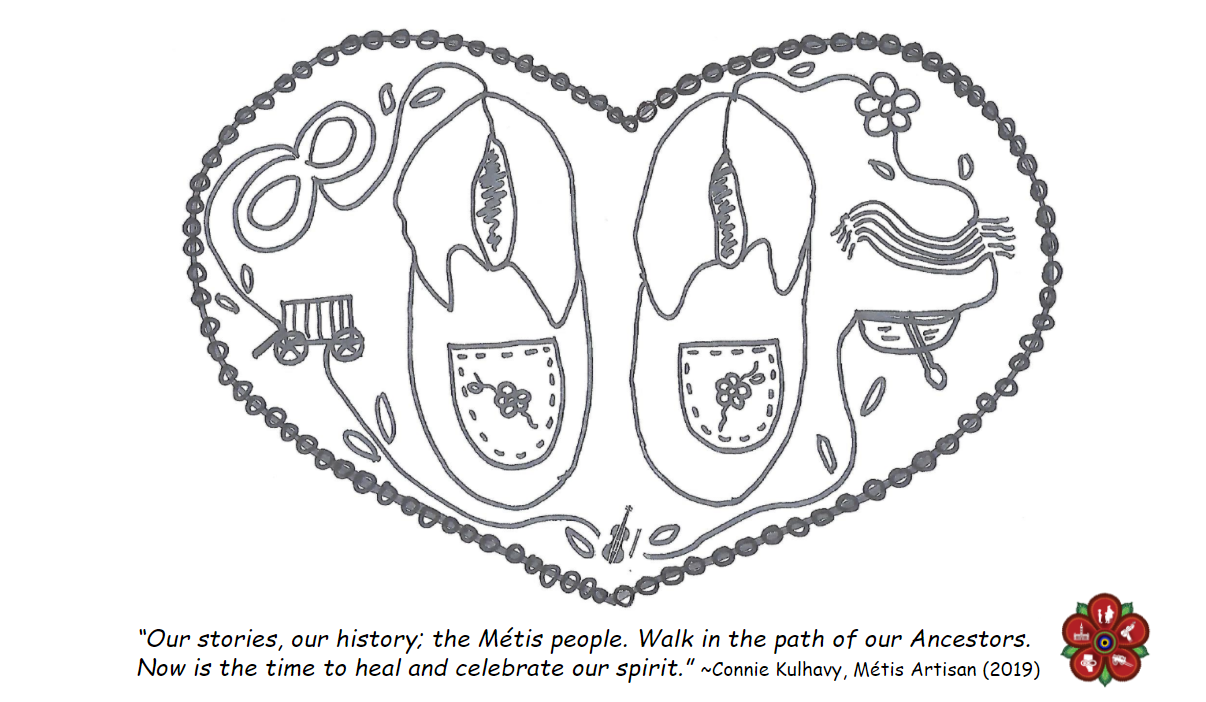 “Our stories, our history; the Métis people. Walk in the path of our Ancestors.
Now is the time to heal and celebrate our spirit.” ~Connie Kulhavy, Métis Artisan (2019)